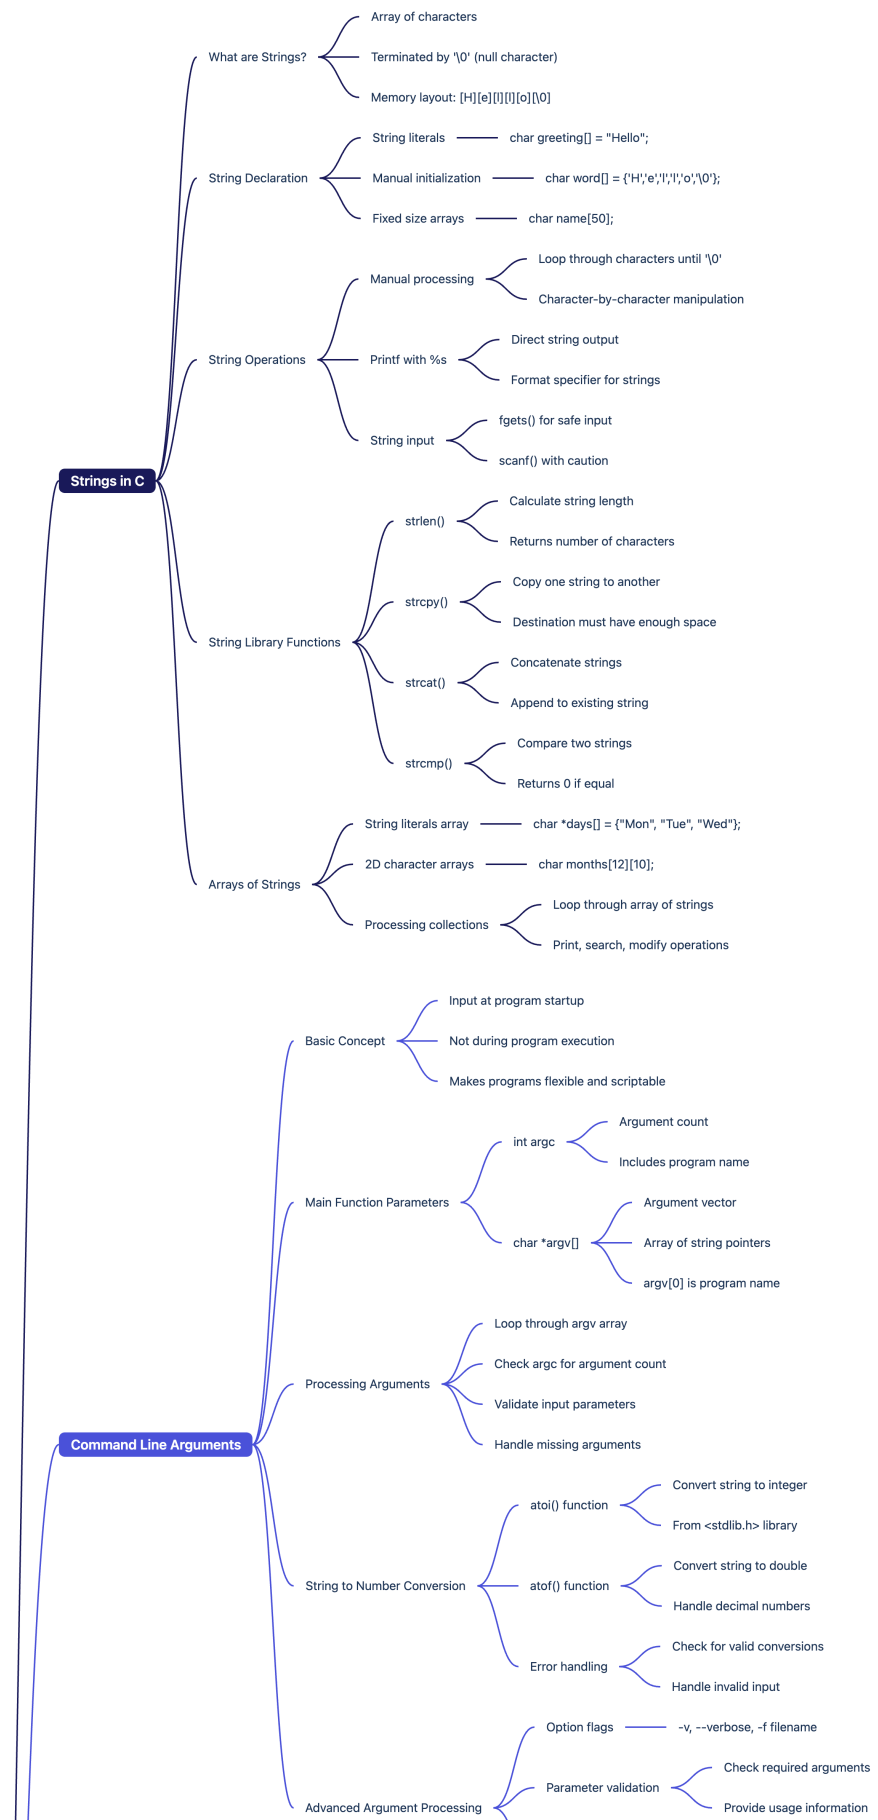 Strings in C
What are Strings?
Array of characters
Terminated by '\0' (null character)
Memory layout: [H][e][l][l][o][\0]
String Declaration
String literals
char greeting[] = "Hello";
Manual initialization
char word[] = {'H','e','l','l','o','\0'};
Fixed size arrays
char name[50];
String Operations
Manual processing
Loop through characters until '\0'
Character-by-character manipulation
Printf with %s
Direct string output
Format specifier for strings
String input
fgets() for safe input
scanf() with caution
String Library Functions
strlen()
Calculate string length
Returns number of characters
strcpy()
Copy one string to another
Destination must have enough space
strcat()
Concatenate strings
Append to existing string
strcmp()
Compare two strings
Returns 0 if equal
Arrays of Strings
String literals array
char *days[] = {"Mon", "Tue", "Wed"};
2D character arrays
char months[12][10];
Processing collections
Loop through array of strings
Print, search, modify operations
Command Line Arguments
Basic Concept
Input at program startup
Not during program execution
Makes programs flexible and scriptable
Main Function Parameters
int argc
Argument count
Includes program name
char *argv[]
Argument vector
Array of string pointers
argv[0] is program name
Processing Arguments
Loop through argv array
Check argc for argument count
Validate input parameters
Handle missing arguments
String to Number Conversion
atoi() function
Convert string to integer
From <stdlib.h> library
atof() function
Convert string to double
Handle decimal numbers
Error handling
Check for valid conversions
Handle invalid input
Advanced Argument Processing
Option flags
-v, --verbose, -f filename
Parameter validation
Check required arguments
Provide usage information